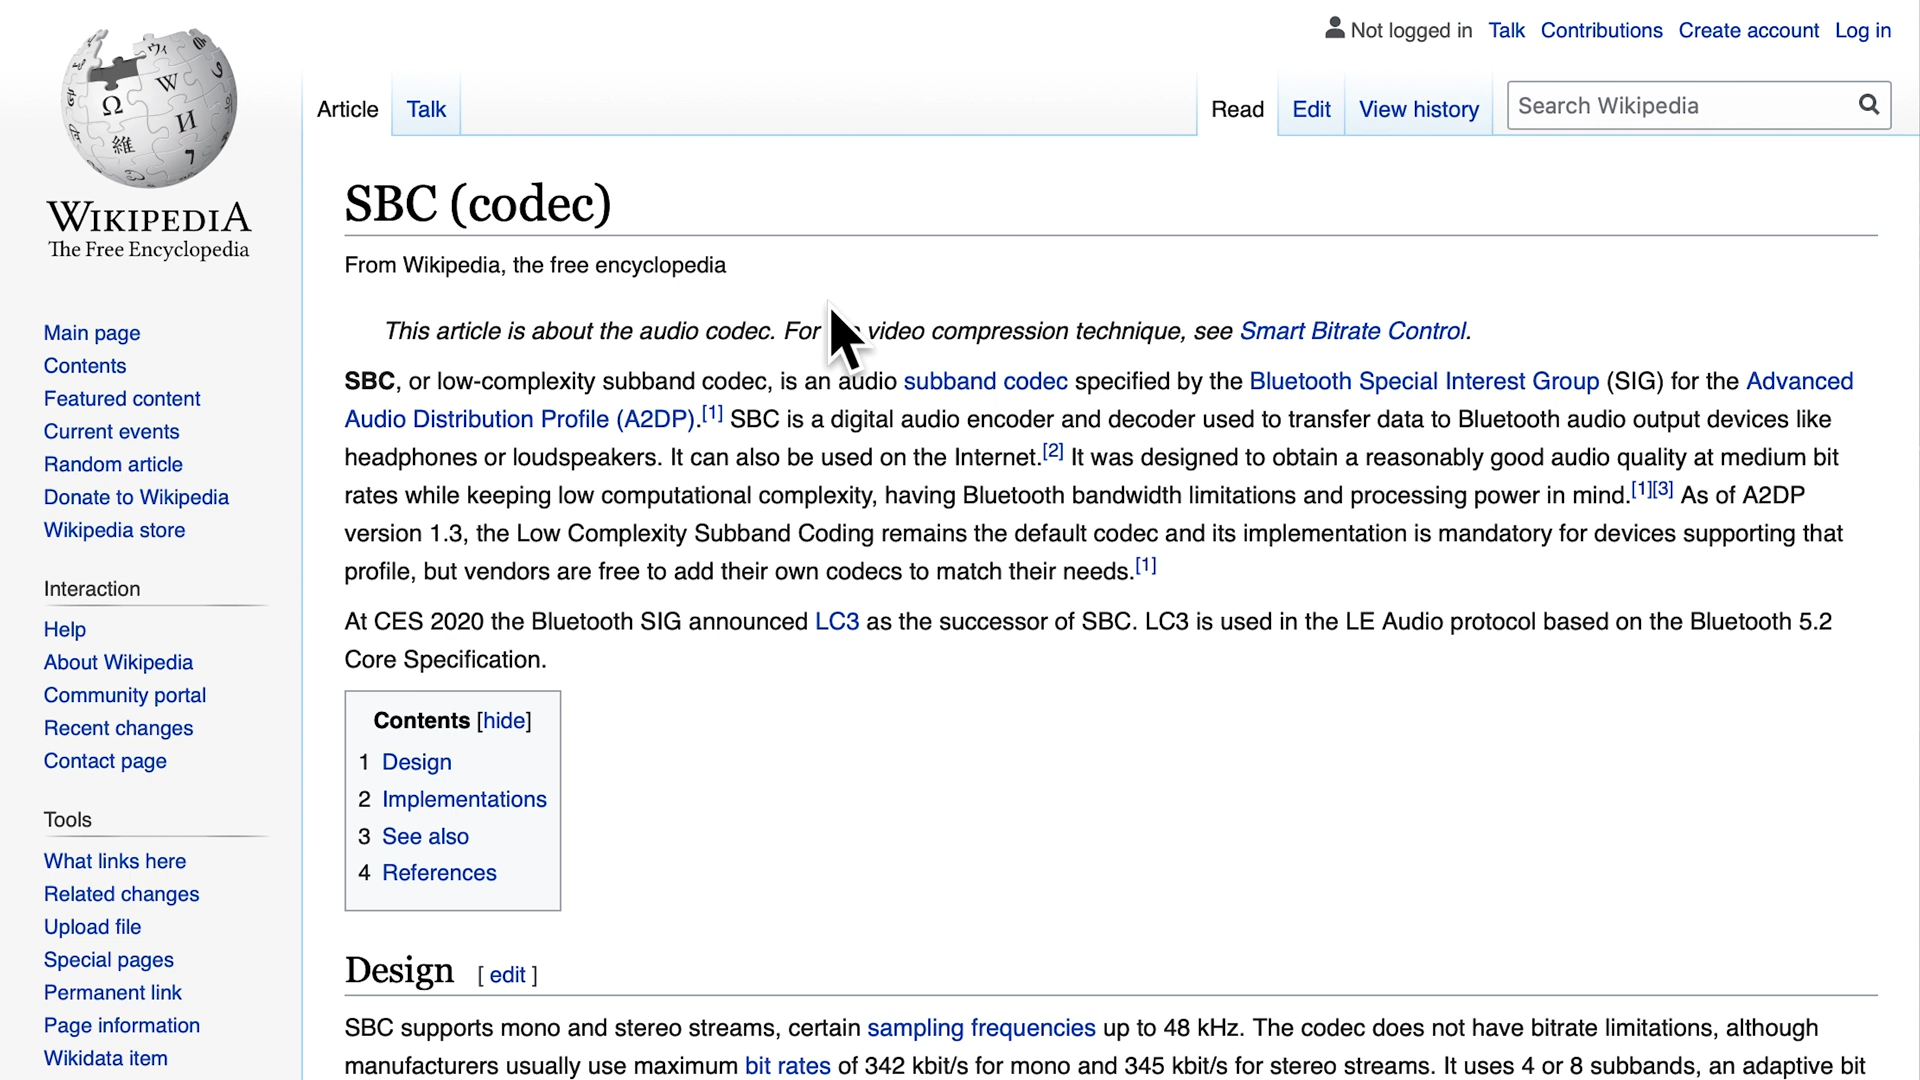 Not logged in Talk Contributions Create account Log in
Article Talk Read Edit View history Search Wikipedia
WIKIPEDIA
The Free Encyclopedia
Main page
Contents
Featured content
Current events
Random article
Donate to Wikipedia
Wikipedia store
Interaction
Help
About Wikipedia
Community portal
Recent changes
Contact page
Tools
What links here
Related changes
Upload file
Special pages
Permanent link
Page information
Wikidata item
SBC (codec)
From Wikipedia, the free encyclopedia
This article is about the audio codec. For video compression technique, see Smart Bitrate Control.
SBC, or low-complexity subband codec, is an audio subband codec specified by the Bluetooth Special Interest Group (SIG) for the Advanced
Audio Distribution Profile (A2DP).[1] SBC is a digital audio encoder and decoder used to transfer data to Bluetooth audio output devices like
headphones or loudspeakers. It can also be used on the Internet.[2] It was designed to obtain a reasonably good audio quality at medium bit
rates while keeping low computational complexity, having Bluetooth bandwidth limitations and processing power in mind.[1][3] As of A2DP
version 1.3, the Low Complexity Subband Coding remains the default codec and its implementation is mandatory for devices supporting that
profile, but vendors are free to add their own codecs to match their needs.[1]
At CES 2020 the Bluetooth SIG announced LC3 as the successor of SBC. LC3 is used in the LE Audio protocol based on the Bluetooth 5.2
Core Specification.
Contents [hide]
1 Design
2 Implementations
3 See also
4 References
Design [ edit ]
SBC supports mono and stereo streams, certain sampling frequencies up to 48 kHz. The codec does not have bitrate limitations, although
manufacturers usually use maximum bit rates of 342 kbit/s for mono and 345 kbit/s for stereo streams. It uses 4 or 8 subbands, an adaptive bit